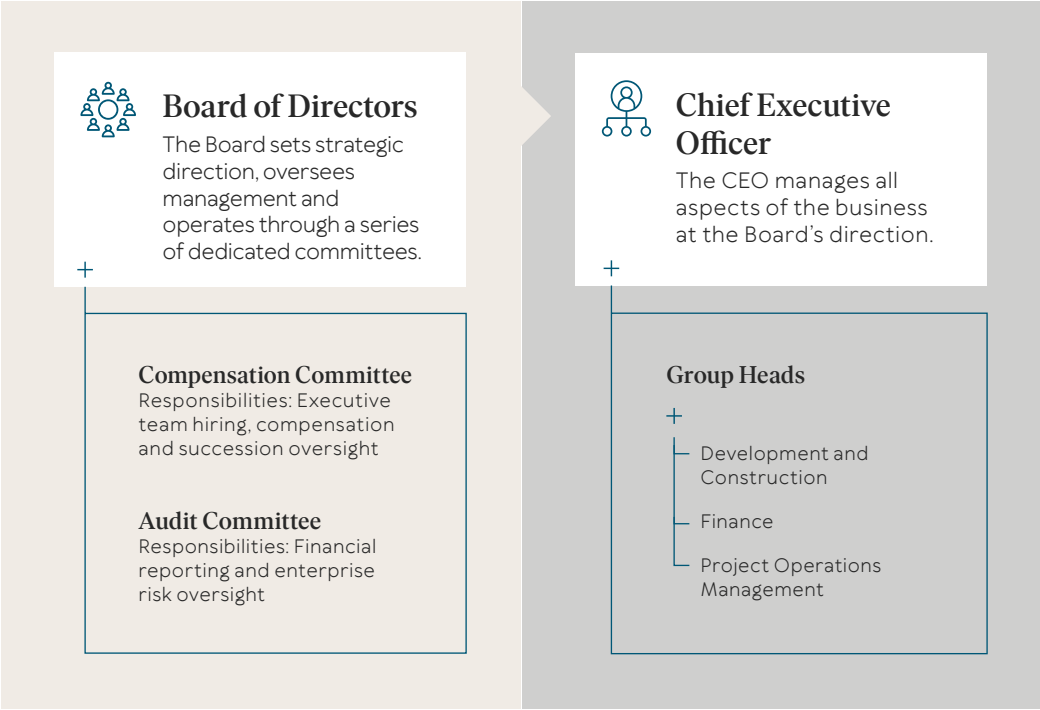 Board of Directors
The Board sets strategic
direction, oversees
management and
operates through a series
of dedicated committees.
Compensation Committee
Responsibilities: Executive
team hiring, compensation
and succession oversight
Audit Committee
Responsibilities: Financial
reporting and enterprise
risk oversight
Chief Executive
Officer
The CEO manages all
aspects of the business
at the Board’s direction.
Group Heads
Development and
Construction
Finance
Project Operations
Management